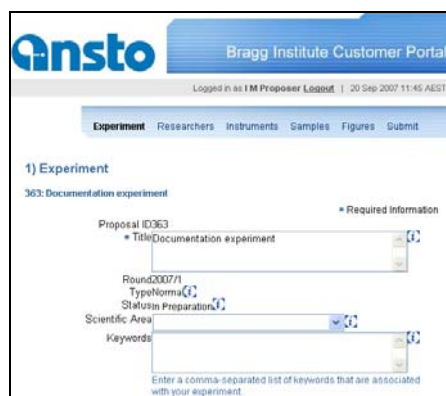 ansto
Bragg Institute Customer Portal
Logged in as I M Proposer Logout | 20 Sep 2007 11:45 AEST
Experiment Researchers Instruments Samples Figures Submit
1) Experiment
363: Documentation experiment
* Required Information
Proposal ID363
* TitleDocumentation experiment
Round2007/1
TypeNormal
StatusIn Preparation
Scientific Area
Keywords
Enter a comma-separated list of keywords that are associated
with your experiment.